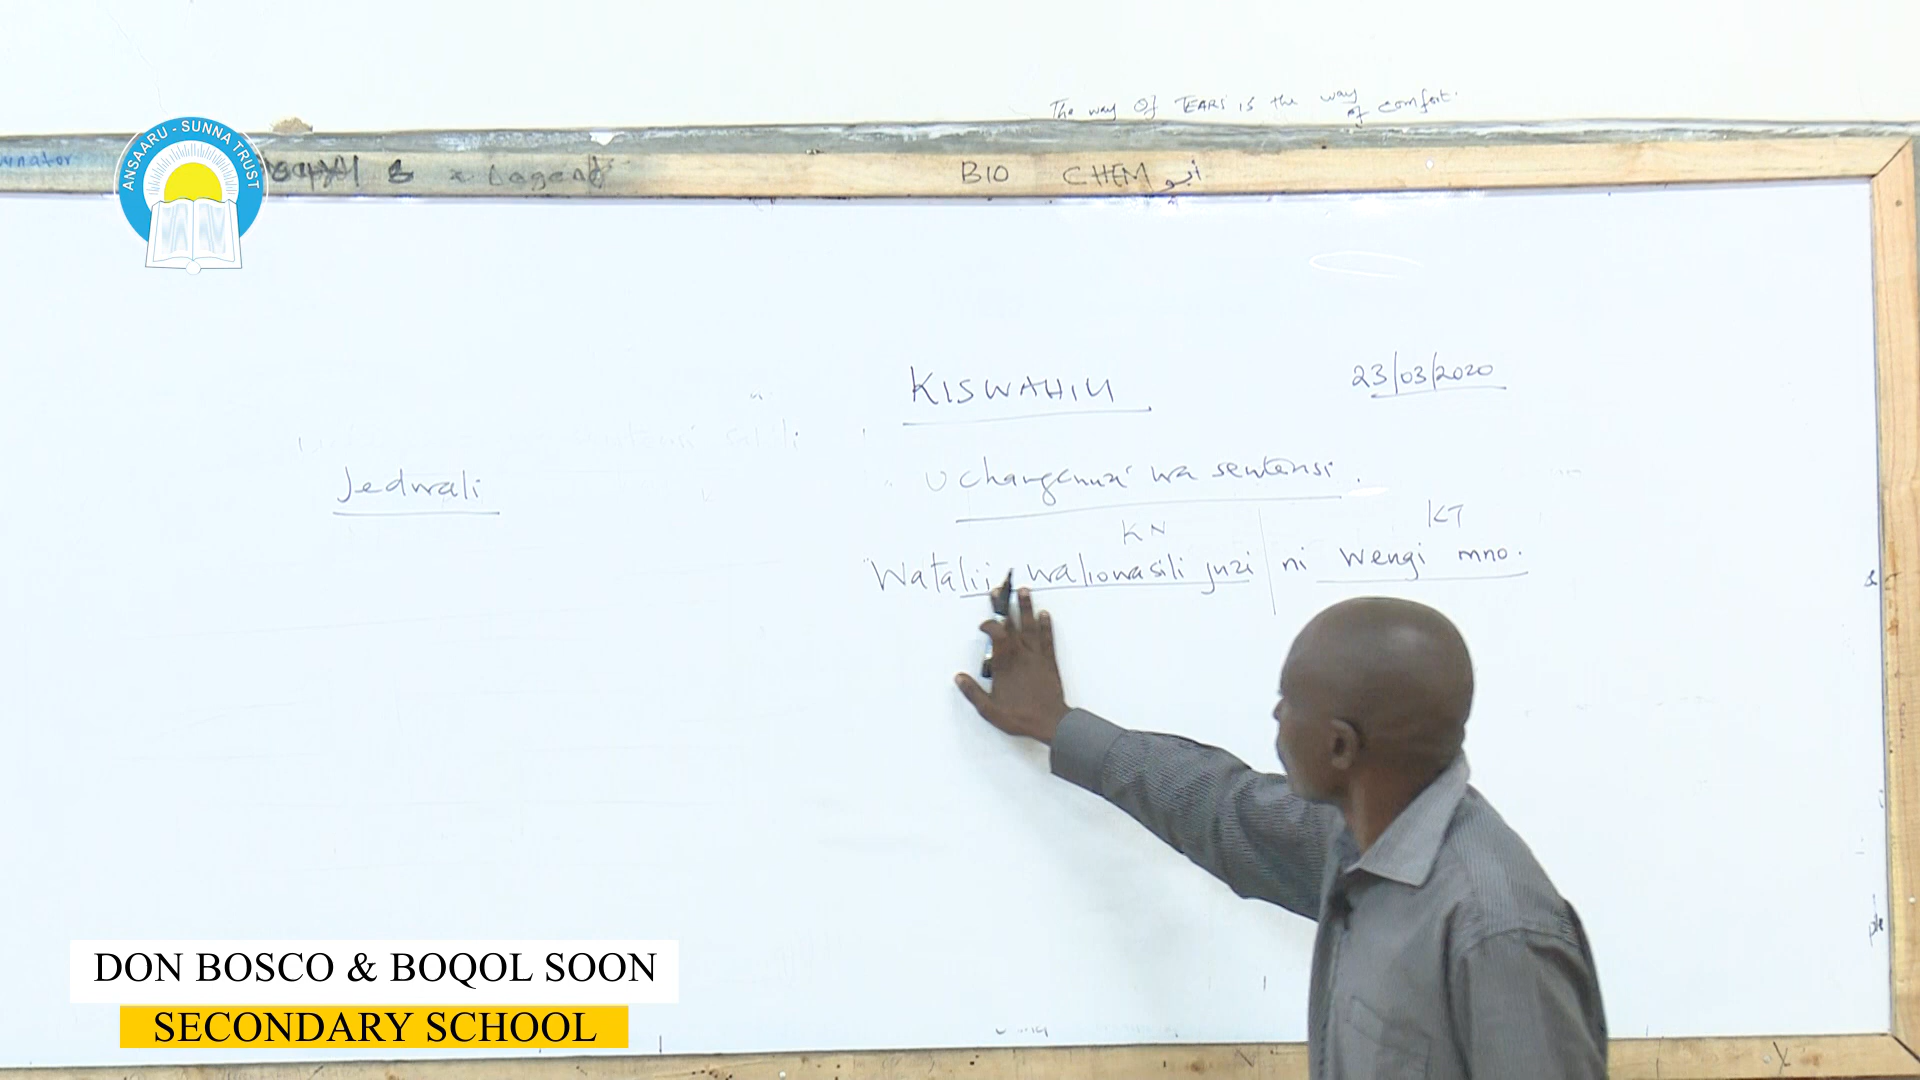 The way of TEARS is the way of comfort.
ANSAARU - SUNNA TRUST
BIO CHEM أبو
KISWAHILI
23/03/2020
Jedwali
Uchanganuzi wa sentensi.
KN KT
Watalii waliowasili juzi ni wengi mno.
DON BOSCO & BOQOL SOON
SECONDARY SCHOOL